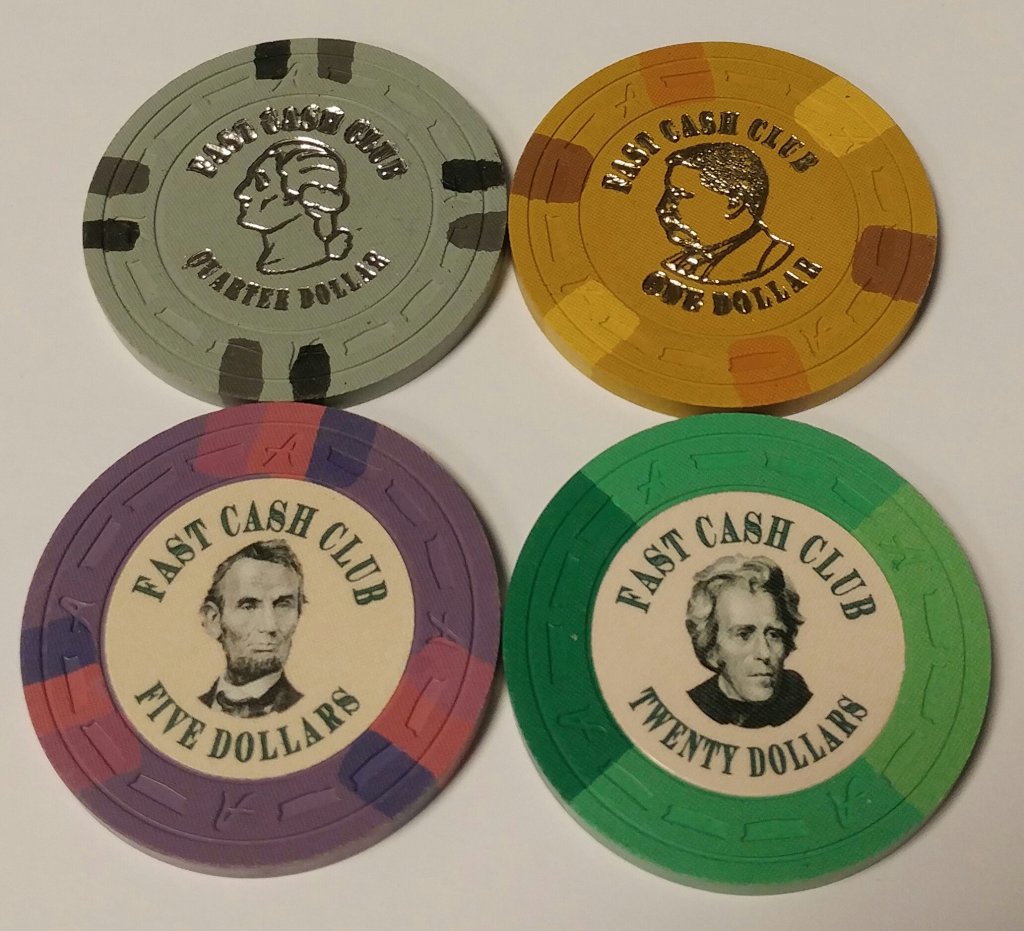 FAST CASH CLUB
QUARTER DOLLAR
FAST CASH CLUB
ONE DOLLAR
FAST CASH CLUB
FIVE DOLLARS
FAST CASH CLUB
TWENTY DOLLARS